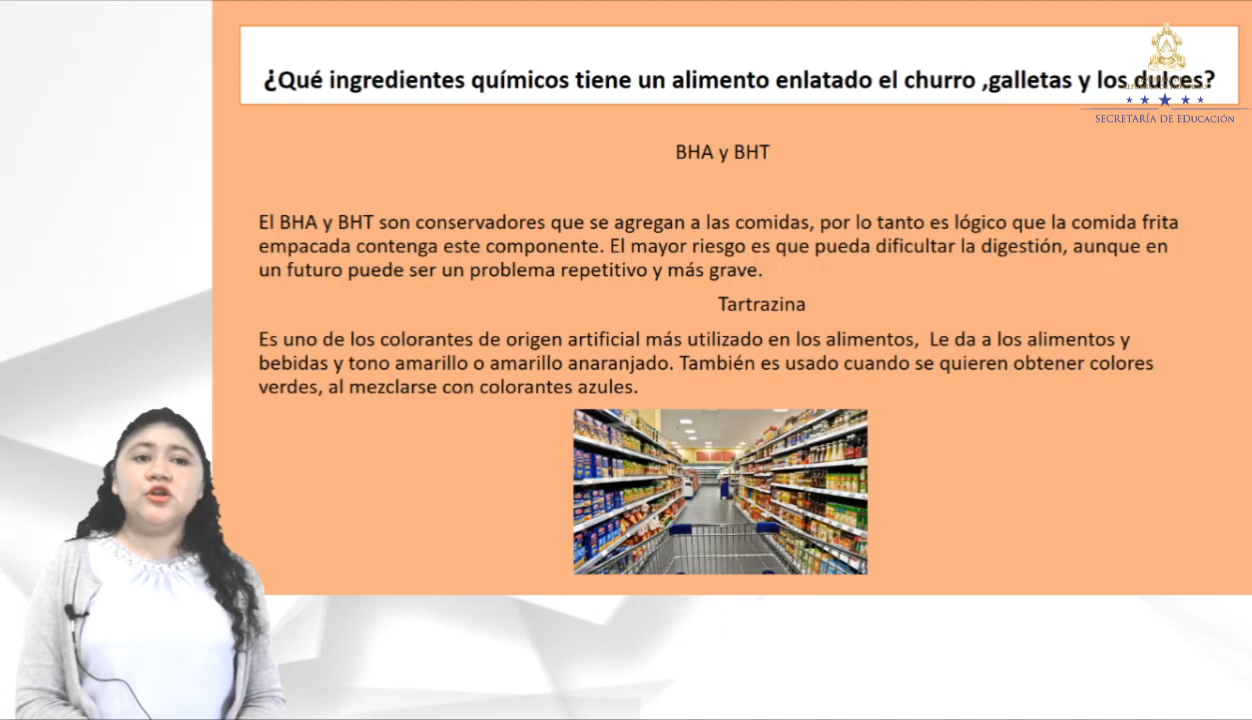 ¿Qué ingredientes químicos tiene un alimento enlatado el churro ,galletas y los dulces?
SECRETARÍA DE EDUCACIÓN
BHA y BHT
El BHA y BHT son conservadores que se agregan a las comidas, por lo tanto es lógico que la comida frita
empacada contenga este componente. El mayor riesgo es que pueda dificultar la digestión, aunque en
un futuro puede ser un problema repetitivo y más grave.
Tartrazina
Es uno de los colorantes de origen artificial más utilizado en los alimentos,  Le da a los alimentos y
bebidas y tono amarillo o amarillo anaranjado. También es usado cuando se quieren obtener colores
verdes, al mezclarse con colorantes azules.